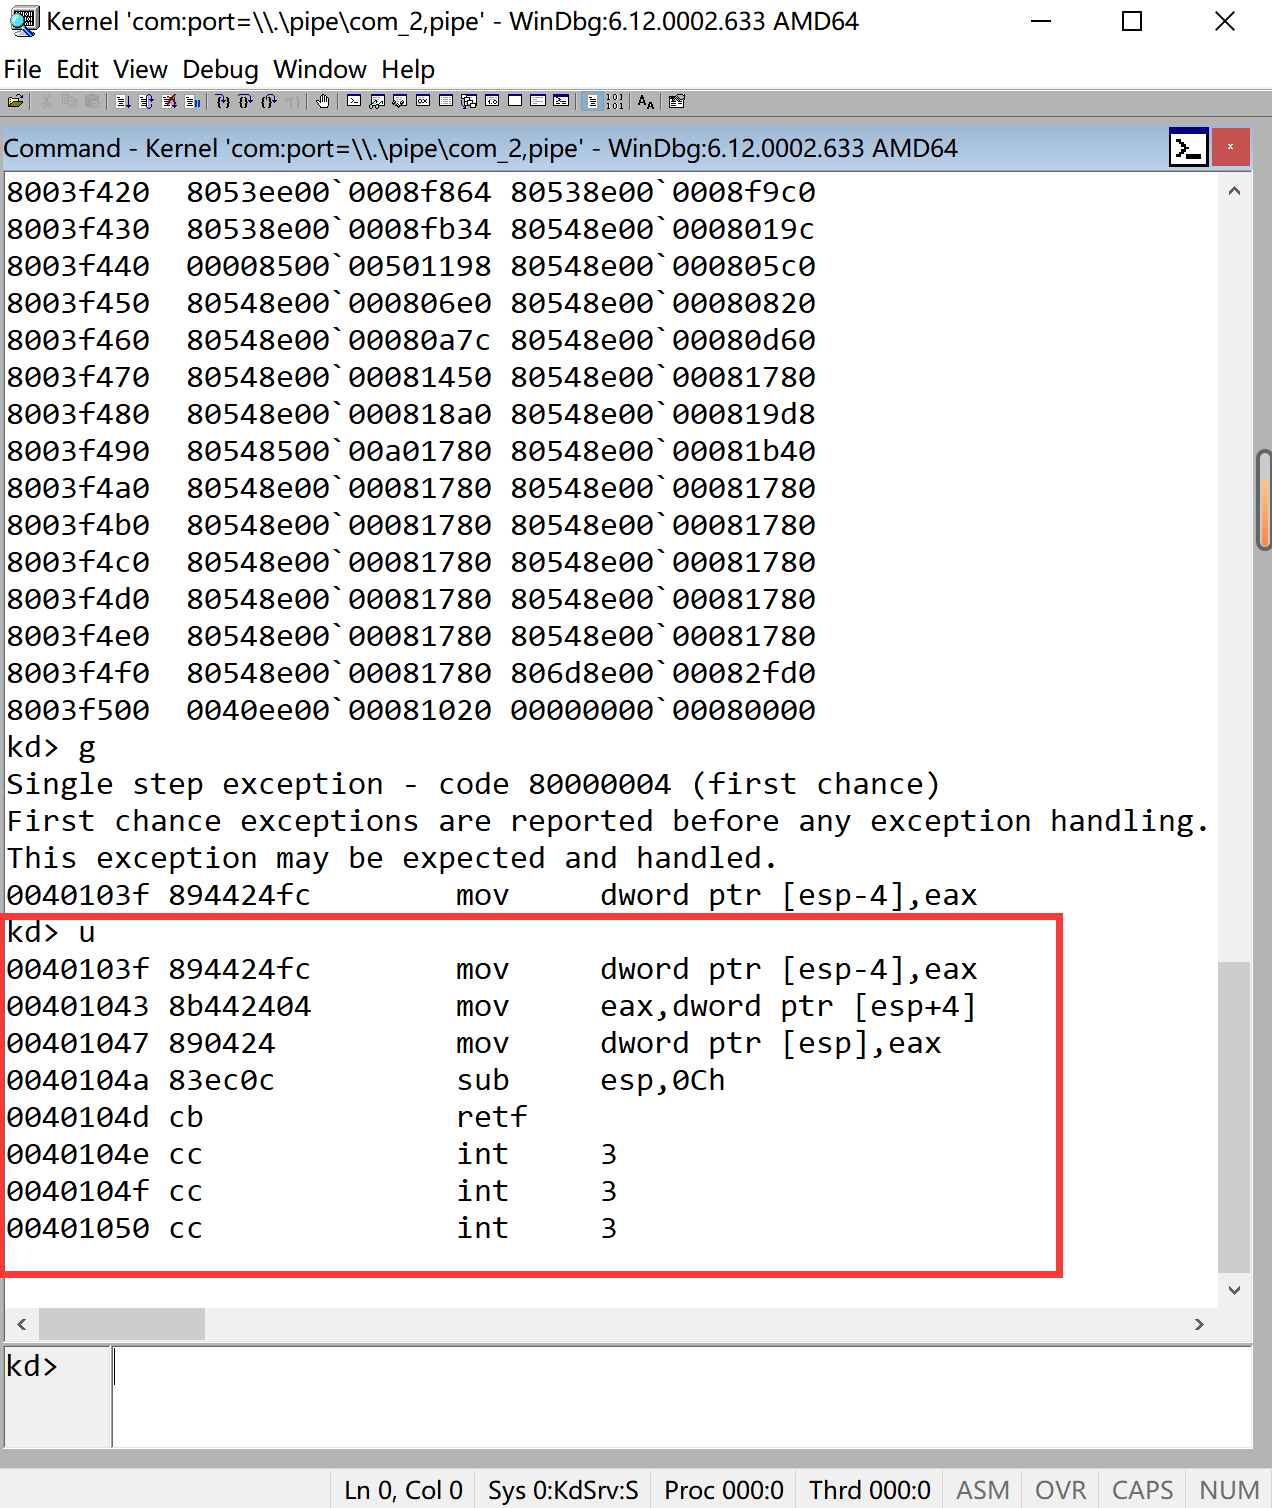 Kernel 'com:port=\\.\pipe\com_2,pipe' - WinDbg:6.12.0002.633 AMD64
File Edit View Debug Window Help
Command - Kernel 'com:port=\\.\pipe\com_2,pipe' - WinDbg:6.12.0002.633 AMD64
8003f420  8053ee00`0008f864 80538e00`0008f9c0
8003f430  80538e00`0008fb34 80548e00`0008019c
8003f440  00008500`00501198 80548e00`000805c0
8003f450  80548e00`000806e0 80548e00`00080820
8003f460  80548e00`00080a7c 80548e00`00080d60
8003f470  80548e00`00081450 80548e00`00081780
8003f480  80548e00`000818a0 80548e00`000819d8
8003f490  80548500`00a01780 80548e00`00081b40
8003f4a0  80548e00`00081780 80548e00`00081780
8003f4b0  80548e00`00081780 80548e00`00081780
8003f4c0  80548e00`00081780 80548e00`00081780
8003f4d0  80548e00`00081780 80548e00`00081780
8003f4e0  80548e00`00081780 80548e00`00081780
8003f4f0  80548e00`00081780 806d8e00`00082fd0
8003f500  0040ee00`00081020 00000000`00080000
kd> g
Single step exception - code 80000004 (first chance)
First chance exceptions are reported before any exception handling.
This exception may be expected and handled.
0040103f 894424fc        mov     dword ptr [esp-4],eax
kd> u
0040103f 894424fc        mov     dword ptr [esp-4],eax
00401043 8b442404        mov     eax,dword ptr [esp+4]
00401047 890424          mov     dword ptr [esp],eax
0040104a 83ec0c          sub     esp,0Ch
0040104d cb              retf
0040104e cc              int     3
0040104f cc              int     3
00401050 cc              int     3
kd>
Ln 0, Col 0 Sys 0:KdSrv:S Proc 000:0 Thrd 000:0 ASM OVR CAPS NUM